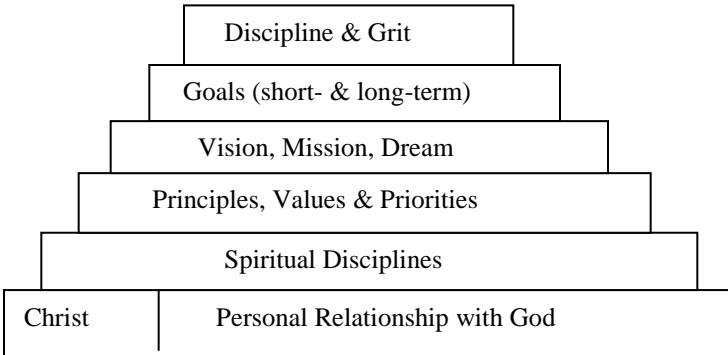 Discipline & Grit
Goals (short- & long-term)
Vision, Mission, Dream
Principles, Values & Priorities
Spiritual Disciplines
Christ Personal Relationship with God